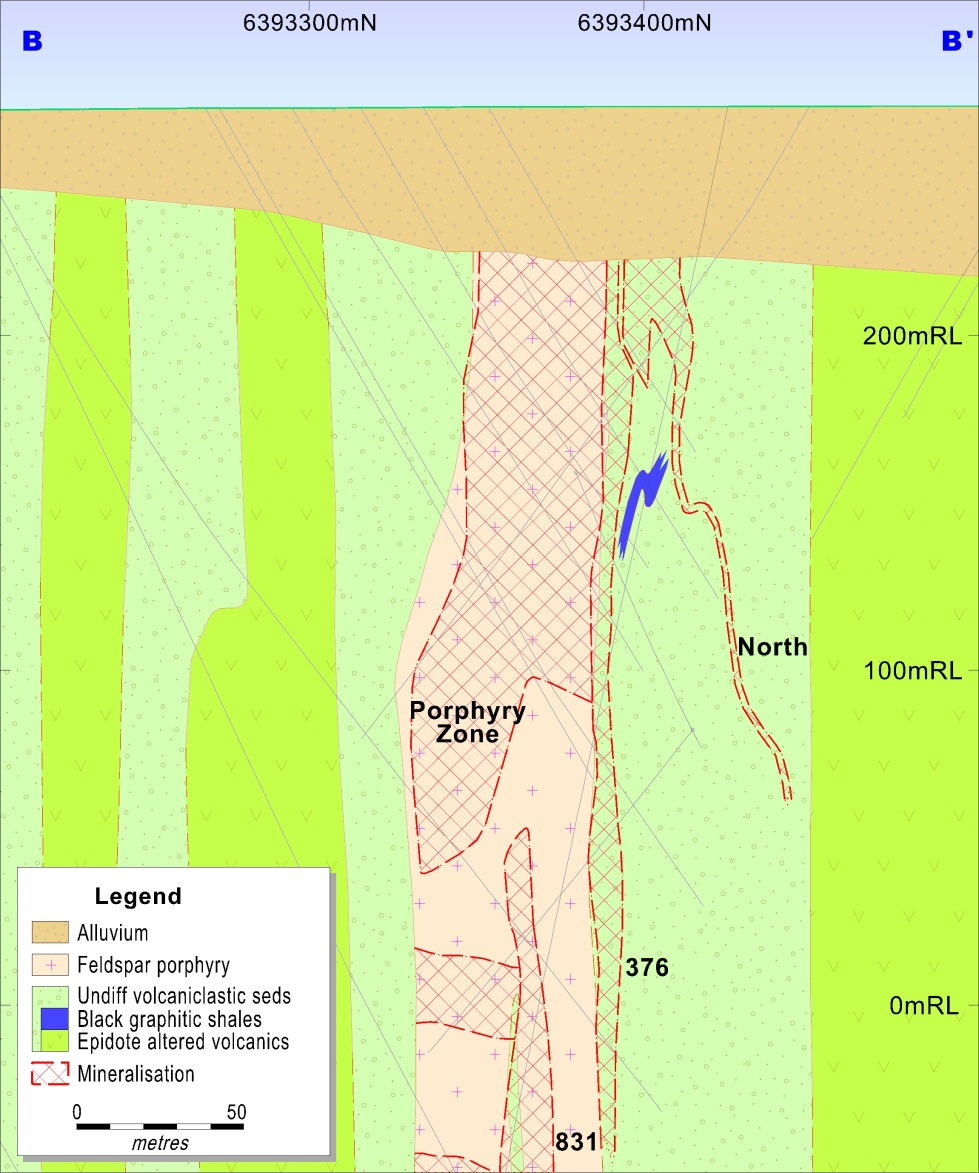 6393300mN 6393400mN
B B'
200mRL
North
100mRL
Porphyry
Zone
376
0mRL
831
Legend
Alluvium
Feldspar porphyry
Undiff volcaniclastic seds
Black graphitic shales
Epidote altered volcanics
Mineralisation
0 50
metres